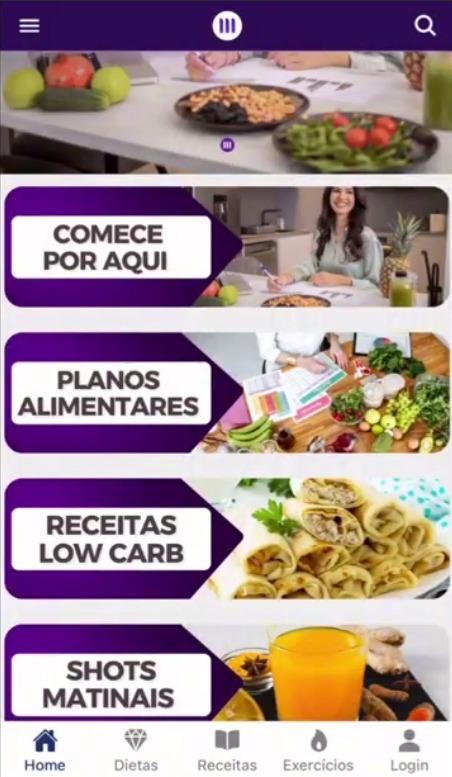 COMECE
POR AQUI
PLANOS
ALIMENTARES
RECEITAS
LOW CARB
SHOTS
MATINAIS
Home
Dietas
Receitas
Exercícios
Login